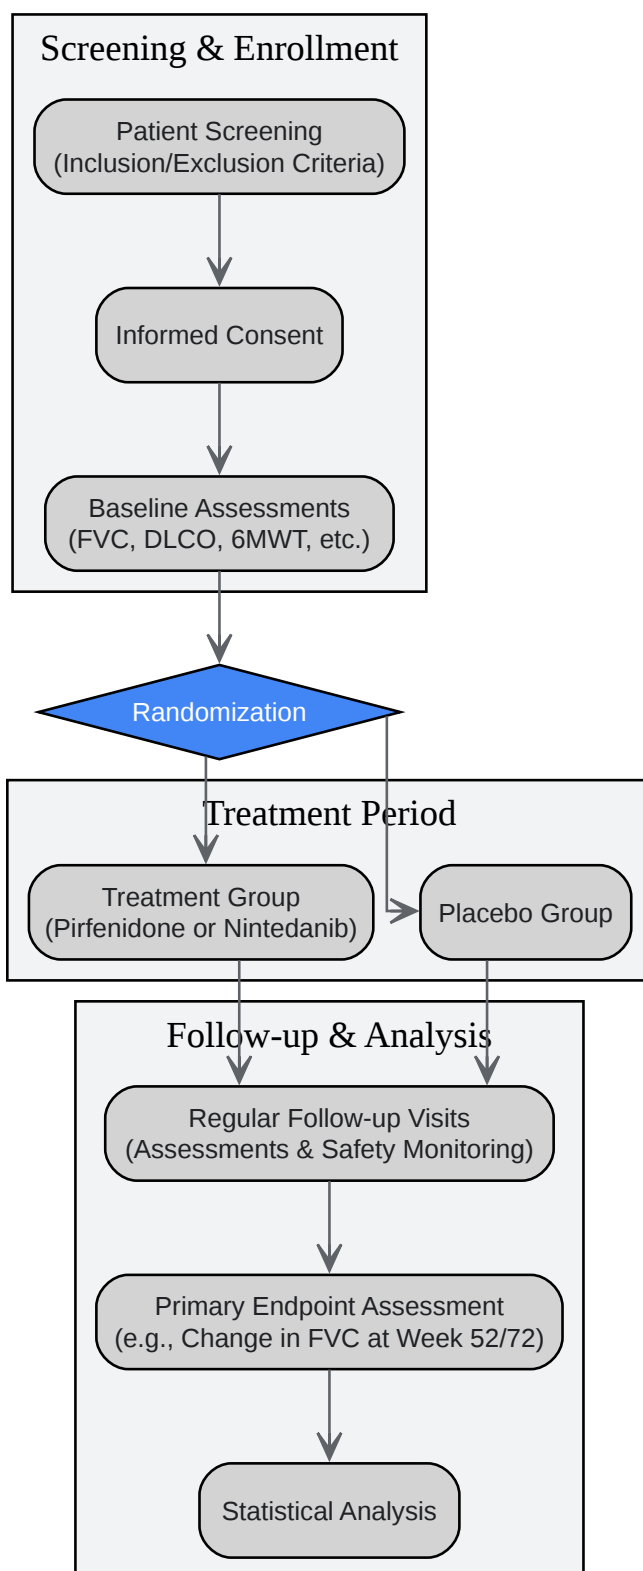 Screening & Enrollment
Patient Screening
(Inclusion/Exclusion Criteria)
Informed Consent
Baseline Assessments
(FVC, DLCO, 6MWT, etc.)
Randomization
Treatment Period
Treatment Group
(Pirfenidone or Nintedanib)
Placebo Group
Follow-up & Analysis
Regular Follow-up Visits
(Assessments & Safety Monitoring)
Primary Endpoint Assessment
(e.g., Change in FVC at Week 52/72)
Statistical Analysis